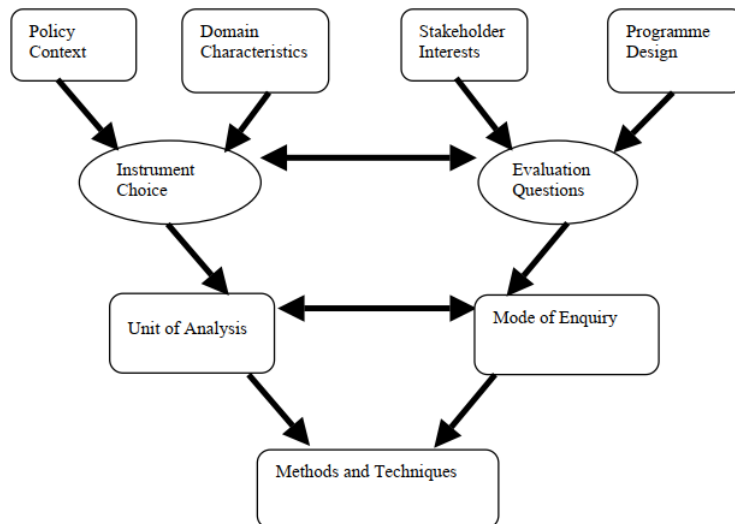 Policy
Context
Domain
Characteristics
Stakeholder
Interests
Programme
Design
Instrument
Choice
Evaluation
Questions
Unit of Analysis
Mode of Enquiry
Methods and Techniques